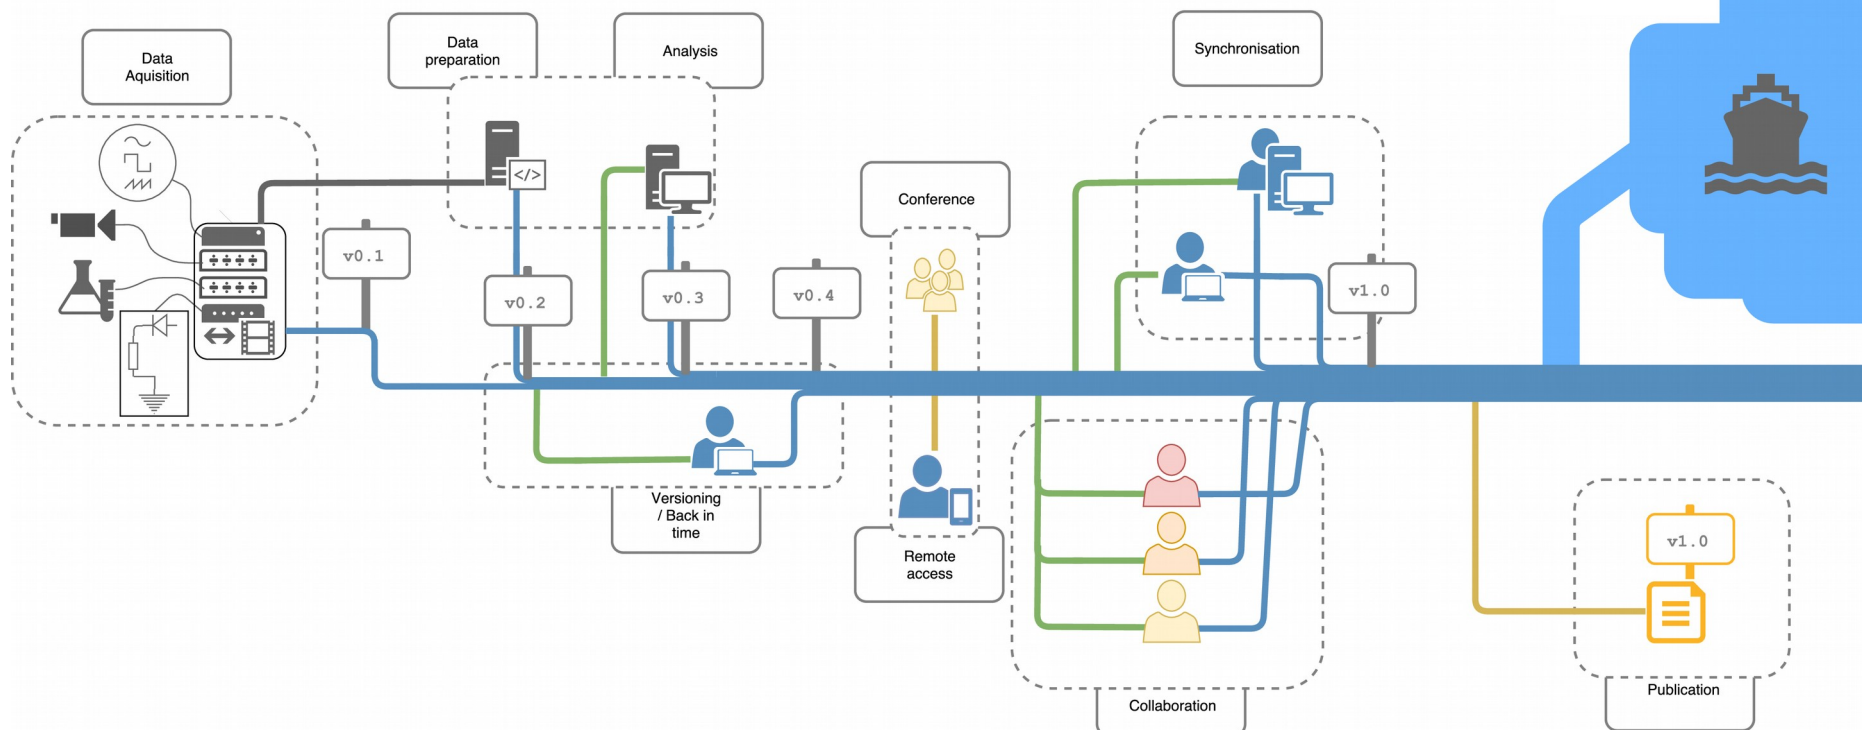 Data
Aquisition
Data
preparation
Analysis
Synchronisation
</>
Conference
v0.1
v0.2
v0.3
v0.4
v1.0
Versioning
/ Back in
time
Remote
access
v1.0
Collaboration
Publication